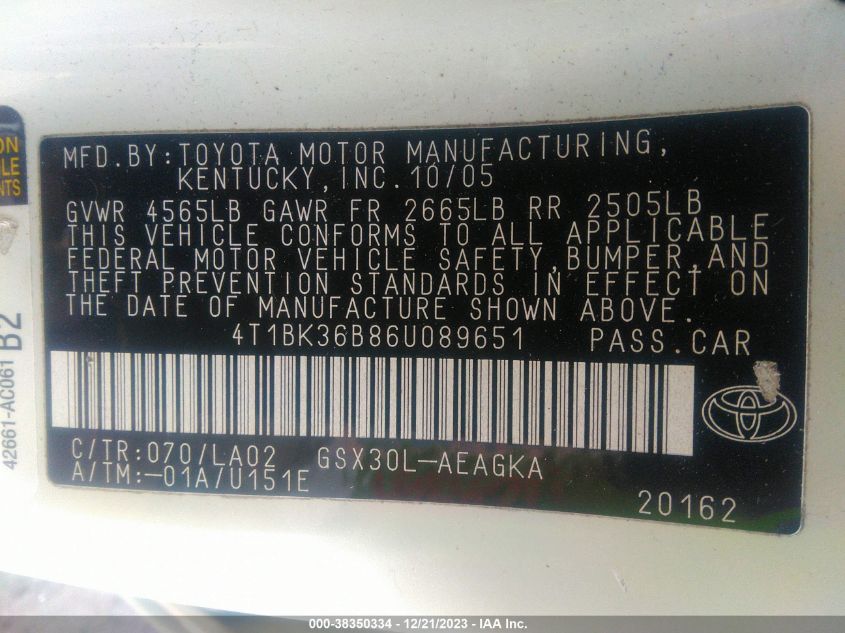 ON
LE
NTS
42661-AC061 B2
MFD.BY:TOYOTA MOTOR MANUFACTURING,
KENTUCKY,INC.10/05
GVWR 4565LB GAWR FR 2665LB RR 2505LB
THIS VEHICLE CONFORMS TO ALL APPLICABLE
FEDERAL MOTOR VEHICLE SAFETY,BUMPER,AND
THEFT PREVENTION STANDARDS IN EFFECT ON
THE DATE OF MANUFACTURE SHOWN ABOVE.
4T1BK36B86U089651 PASS.CAR
C/TR:070/LA02 GSX30L-AEAGKA
A/TM:-01A/U151E
20162
000-38350334 - 12/21/2023 - IAA Inc.